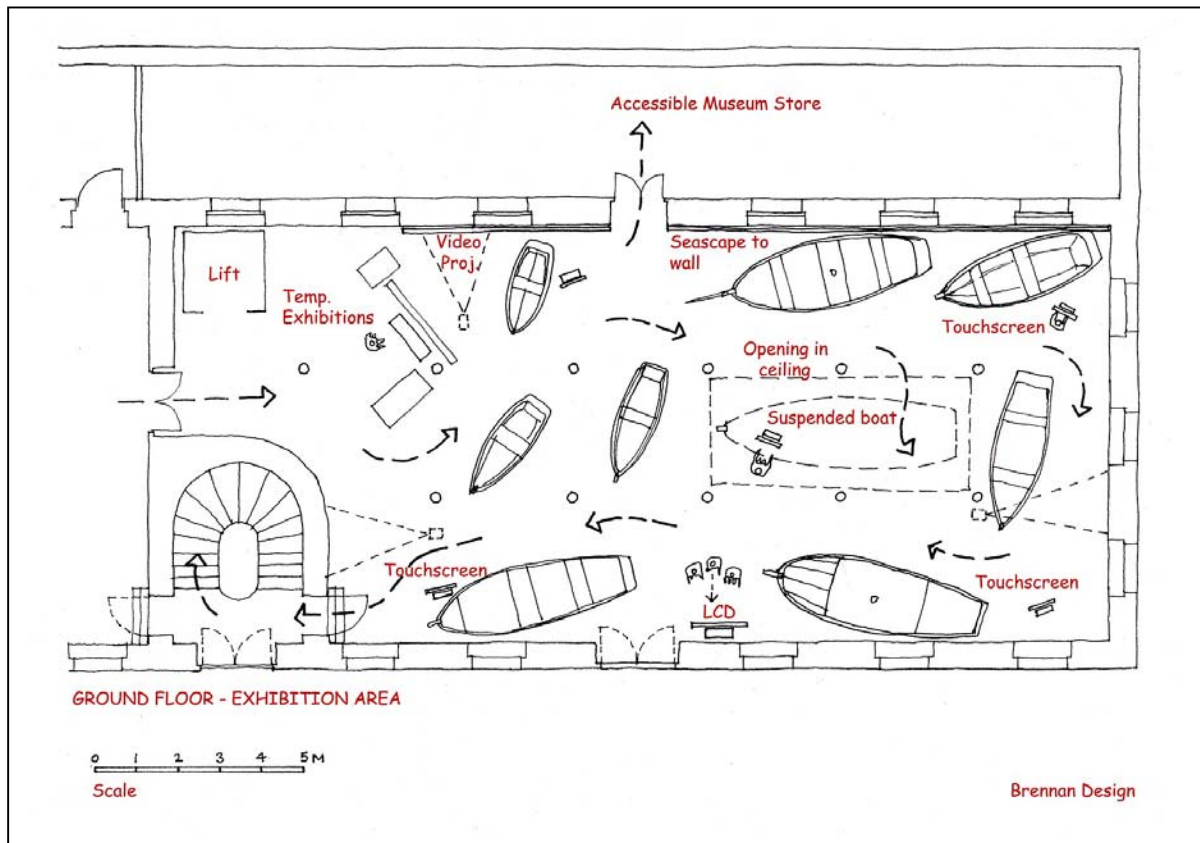 Accessible Museum Store
Video
Proj.
Seascape to
wall
Lift
Temp.
Exhibitions
Touchscreen
Opening in
ceiling
Suspended boat
Touchscreen
Touchscreen
LCD
GROUND FLOOR - EXHIBITION AREA
0 1 2 3 4 5 M
Scale
Brennan Design